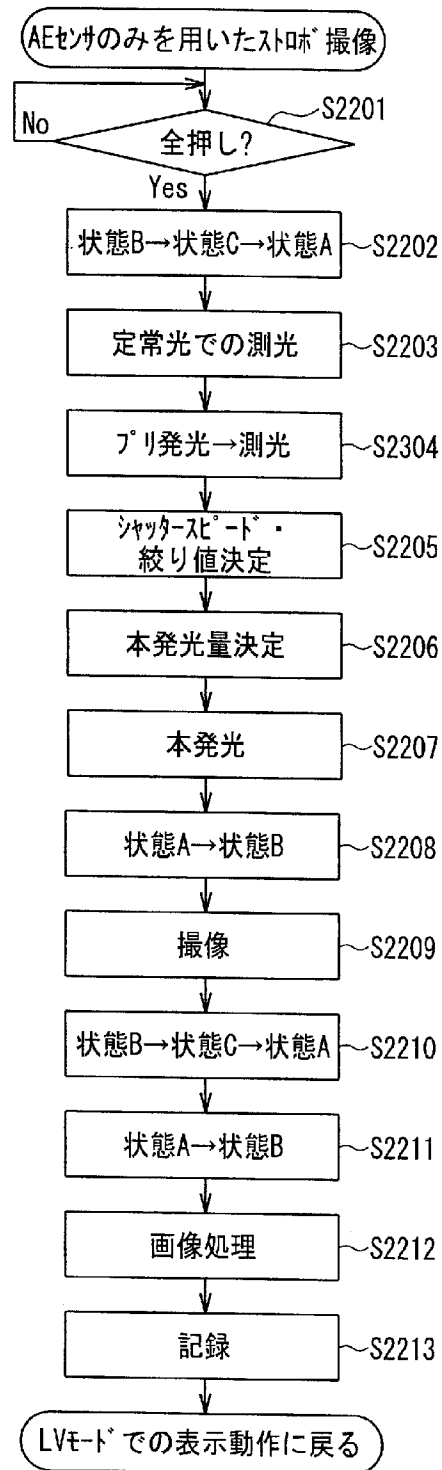 AEセンサのみを用いたストロボ撮像
S2201
全押し?
No
Yes
状態B→状態C→状態A
S2202
定常光での測光
S2203
プリ発光→測光
S2304
シャッタースピード・
絞り値決定
S2205
本発光量決定
S2206
本発光
S2207
状態A→状態B
S2208
撮像
S2209
状態B→状態C→状態A
S2210
状態A→状態B
S2211
画像処理
S2212
記録
S2213
LVモードでの表示動作に戻る